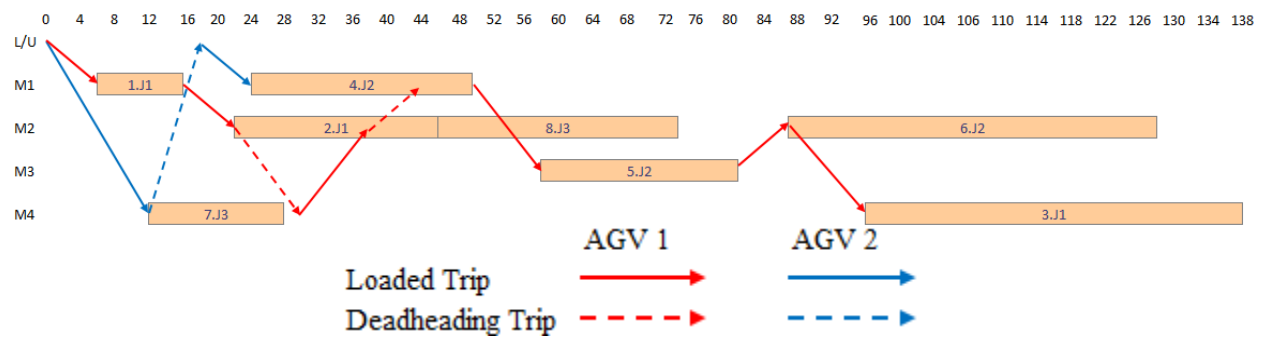 0 4 8 12 16 20 24 28 32 36 40 44 48 52 56 60 64 68 72 76 80 84 88 92 96 100 104 106 110 114 118 122 126 130 134 138
L/U
M1 1.J1 4.J2
M2 2.J1 8.J3 6.J2
M3 5.J2
M4 7.J3 3.J1
AGV 1 AGV 2
Loaded Trip
Deadheading Trip